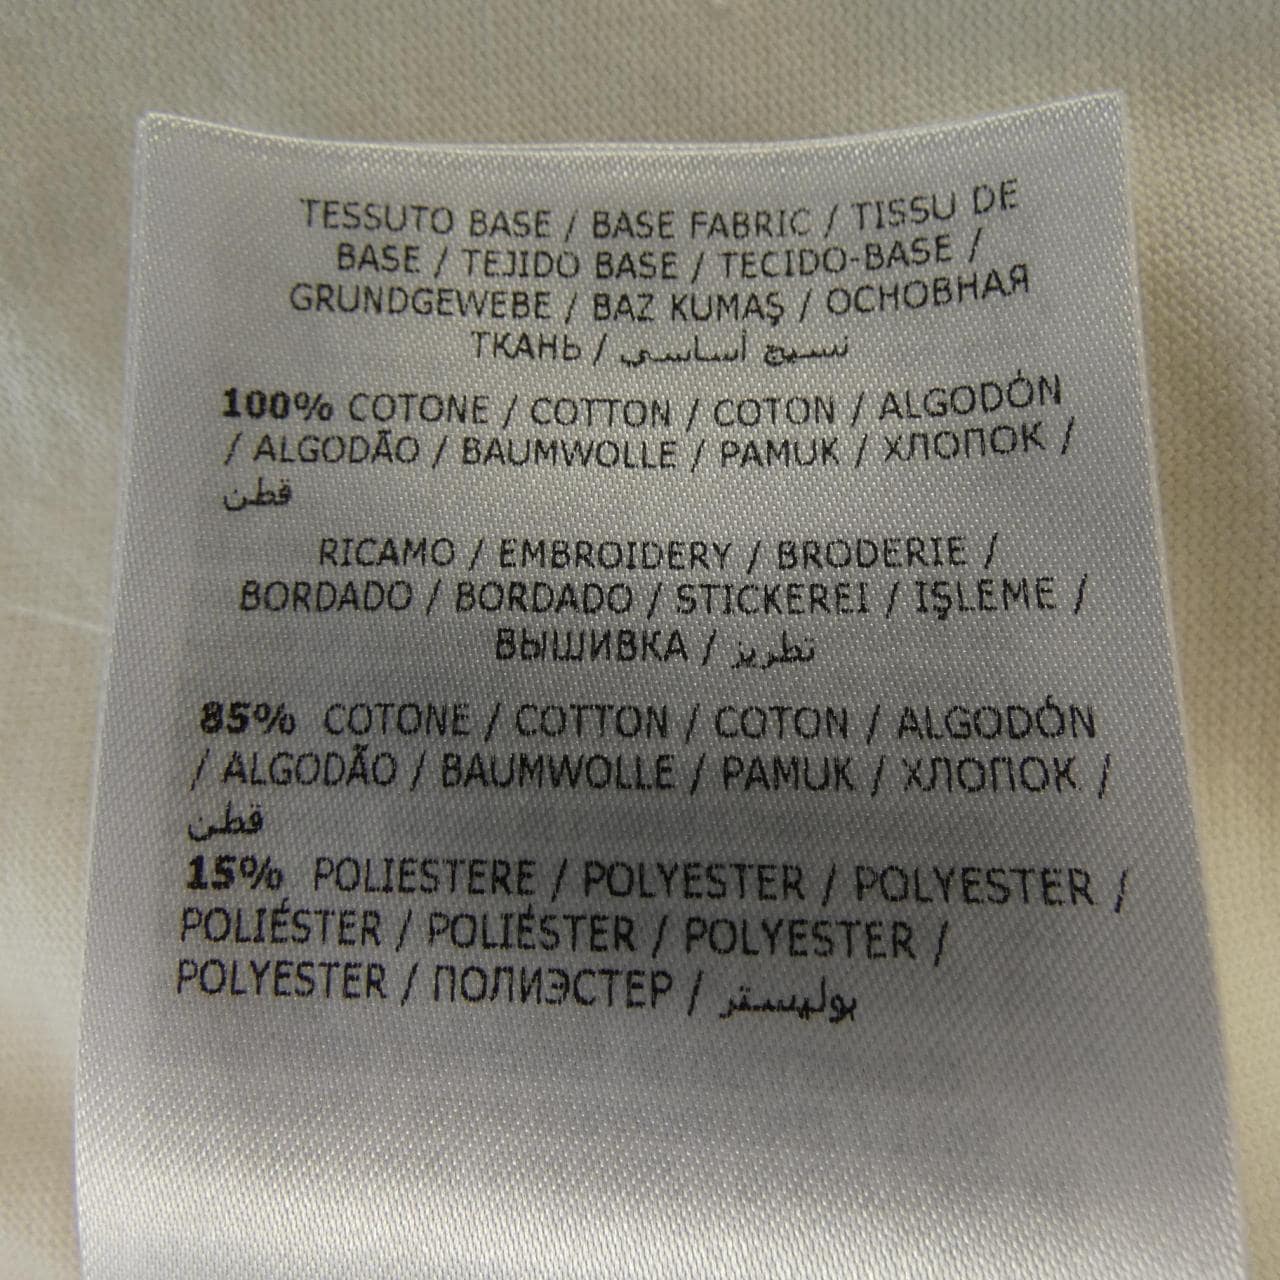 TESSUTO BASE / BASE FABRIC / TISSU DE
BASE / TEJIDO BASE / TECIDO-BASE /
GRUNDGEWEBE / BAZ KUMAŞ / ОСНОВНАЯ
ТКАНЬ / نسيج أساسي
100% COTONE / COTTON / COTON / ALGODÓN
/ ALGODÃO / BAUMWOLLE / PAMUK / ХЛОПОК /
قطن
RICAMO / EMBROIDERY / BRODERIE /
BORDADO / BORDADO / STICKEREI / IŞLEME /
ВЫШИВКА / تطريز
85% COTONE / COTTON / COTON / ALGODÓN
/ ALGODÃO / BAUMWOLLE / PAMUK / ХЛОПОК /
قطن
15% POLIESTERE / POLYESTER / POLYESTER /
POLIÉSTER / POLIÉSTER / POLYESTER /
POLYESTER / ПОЛИЭСТЕР / بوليستر